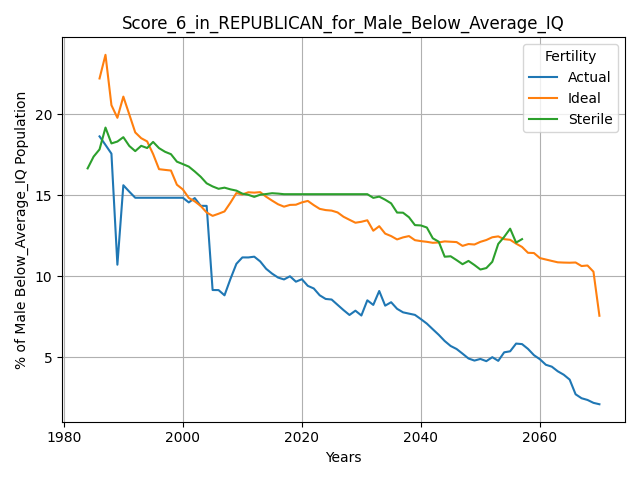 Score_6_in_REPUBLICAN_for_Male_Below_Average_IQ
Fertility
Actual
Ideal
Sterile
% of Male Below_Average_IQ Population
20
15
10
5
1980
2000
2020
2040
2060
Years